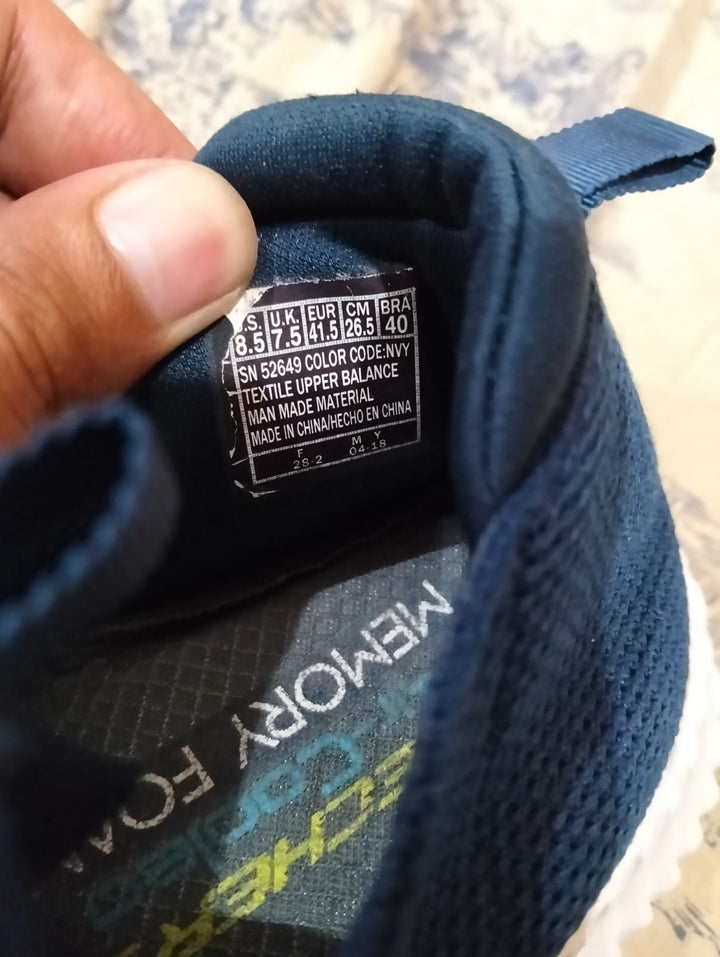 U.S. U.K. EUR CM BRA
8.5 7.5 41.5 26.5 40
SN 52649 COLOR CODE:NVY
TEXTILE UPPER BALANCE
MAN MADE MATERIAL
MADE IN CHINA/HECHO EN CHINA
F M Y
2S-2 04-18
MEMORY FOAM
Cooled